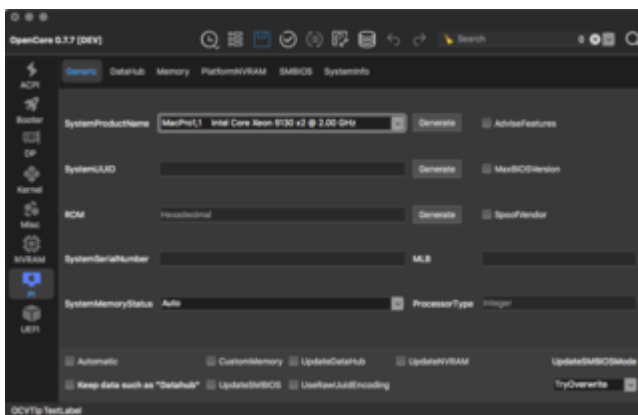 OpenCore 0.7.7 [DEV]
Search
0
ACPI
Booter
DP
Kernel
Misc
NVRAM
PI
UEFI
Generic DataHub Memory PlatformNVRAM SMBIOS SystemInfo
SystemProductName MacPro1,1 Intel Core Xeon 5130 x2 @ 2.00 GHz Generate AdviseFeatures
SystemUUID Generate MaxBIOSVersion
ROM Hexadecimal Generate SpoofVendor
SystemSerialNumber MLB
SystemMemoryStatus Auto ProcessorType Integer
Automatic CustomMemory UpdateDataHub UpdateNVRAM UpdateSMBIOSMode
Keep data such as "Datahub" UpdateSMBIOS UseRawUuidEncoding TryOverwrite
OCVTip TextLabel